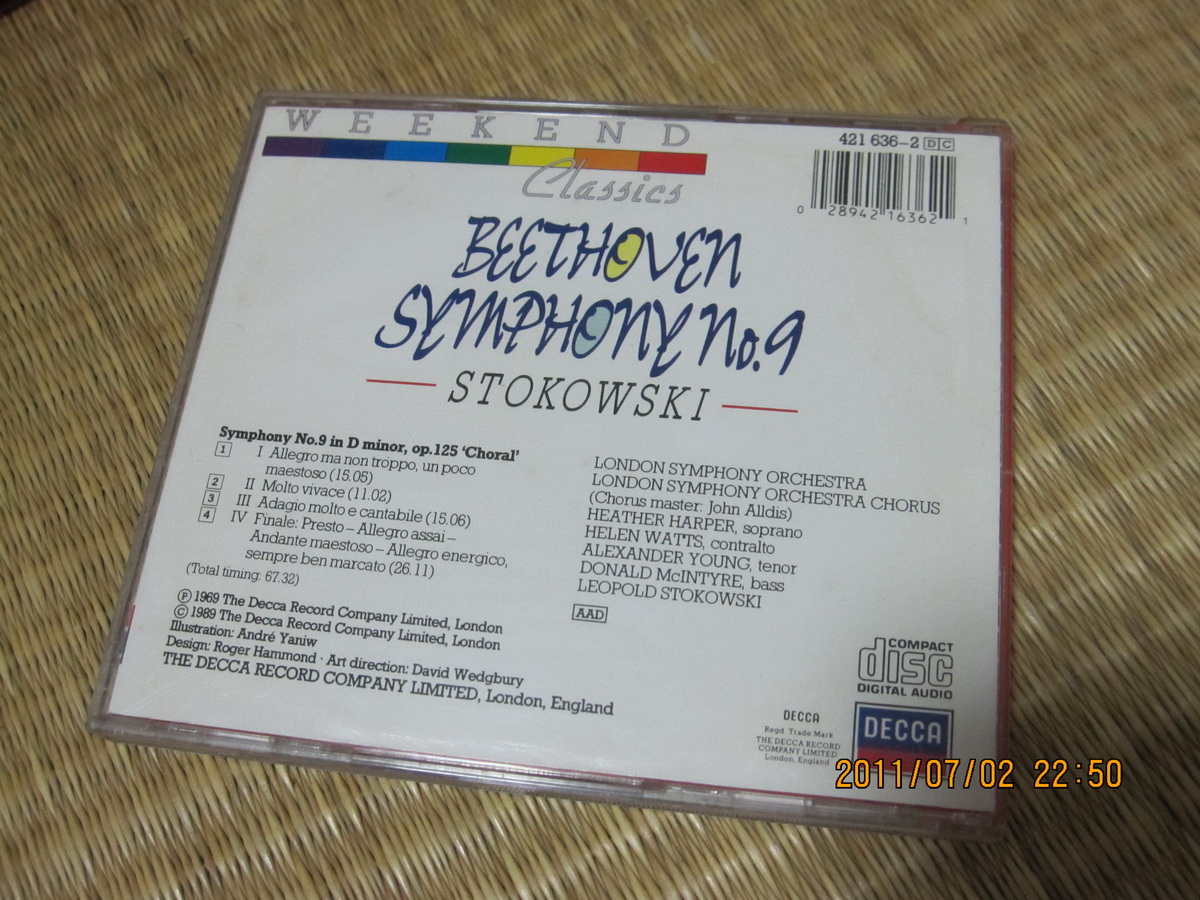 WEEKEND
Classics
421 636-2 DC
0 28942 16362 1
BEETHOVEN
SYMPHONY No.9
STOKOWSKI
Symphony No.9 in D minor, op.125 'Choral'
1 I Allegro ma non troppo, un poco
maestoso (15.05)
2 II Molto vivace (11.02)
3 III Adagio molto e cantabile (15.06)
4 IV Finale: Presto – Allegro assai –
Andante maestoso – Allegro energico,
sempre ben marcato (26.11)
(Total timing: 67.32)
℗ 1969 The Decca Record Company Limited, London
© 1989 The Decca Record Company Limited, London
Illustration: André Yaniw
Design: Roger Hammond · Art direction: David Wedgbury
THE DECCA RECORD COMPANY LIMITED, London, England
LONDON SYMPHONY ORCHESTRA
LONDON SYMPHONY ORCHESTRA CHORUS
(Chorus master: John Alldis)
HEATHER HARPER, soprano
HELEN WATTS, contralto
ALEXANDER YOUNG, tenor
DONALD McINTYRE, bass
LEOPOLD STOKOWSKI
AAD
COMPACT
disc
DIGITAL AUDIO
DECCA
Regd. Trade Mark
THE DECCA RECORD
COMPANY LIMITED
London, England
DECCA
2011/07/02 22:50